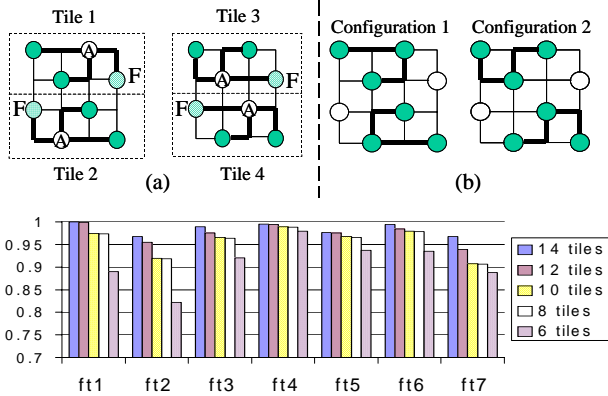 Tile 1
Tile 3
Configuration 1
Configuration 2
A
F
A
F
F
A
F
A
Tile 2
(a)
Tile 4
(b)
1
0.95
0.9
0.85
0.8
0.75
0.7
ft1 ft2 ft3 ft4 ft5 ft6 ft7
14 tiles
12 tiles
10 tiles
8 tiles
6 tiles